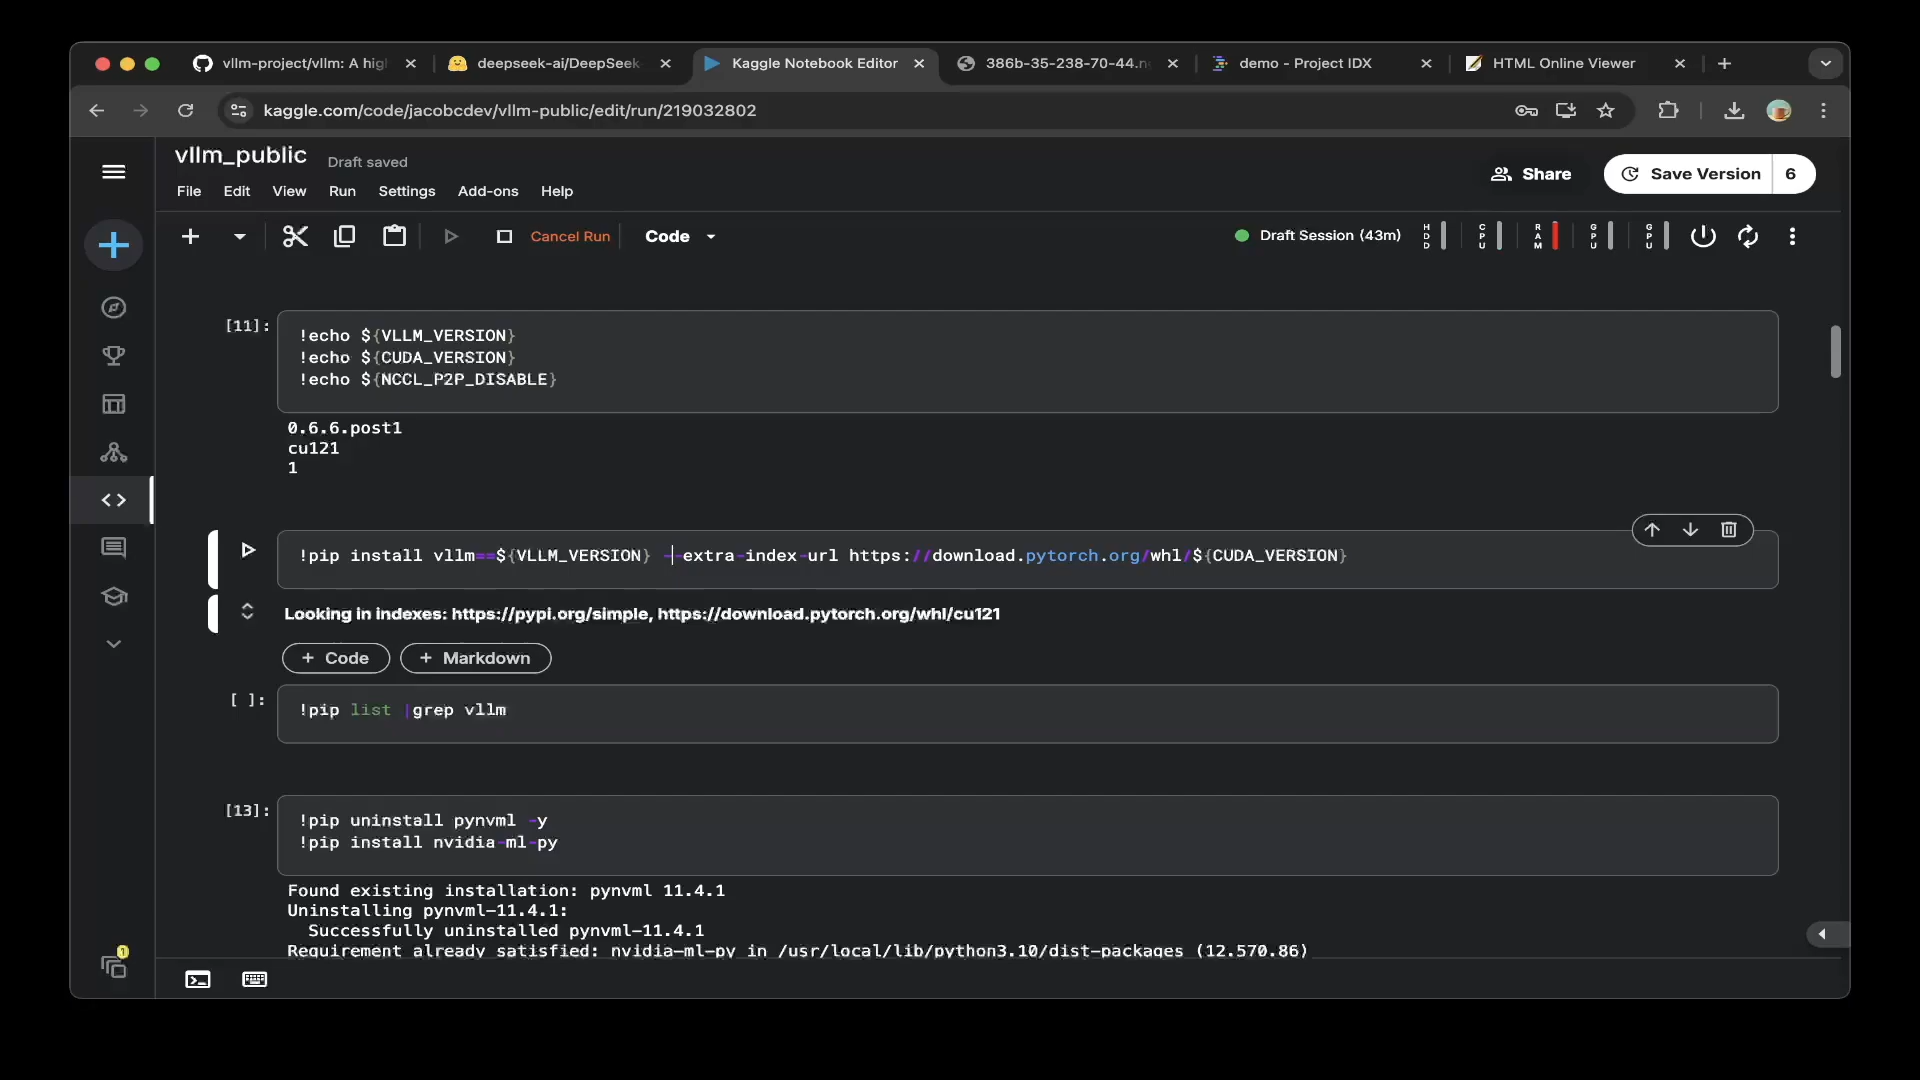 vllm-project/vllm: A hig
deepseek-ai/DeepSeek
Kaggle Notebook Editor
386b-35-238-70-44.n
demo - Project IDX
HTML Online Viewer
kaggle.com/code/jacobcdev/vllm-public/edit/run/219032802
vllm_public
Draft saved
File
Edit
View
Run
Settings
Add-ons
Help
Share
Save Version
6
Cancel Run
Code
Draft Session (43m)
HDD
CPU
RAM
GPU
GPU
[11]:
!echo ${VLLM_VERSION}
!echo ${CUDA_VERSION}
!echo ${NCCL_P2P_DISABLE}
0.6.6.post1
cu121
1
!pip install vllm==${VLLM_VERSION} --extra-index-url https://download.pytorch.org/whl/${CUDA_VERSION}
Looking in indexes: https://pypi.org/simple, https://download.pytorch.org/whl/cu121
+ Code
+ Markdown
[ ]:
!pip list |grep vllm
[13]:
!pip uninstall pynvml -y
!pip install nvidia-ml-py
Found existing installation: pynvml 11.4.1
Uninstalling pynvml-11.4.1:
Successfully uninstalled pynvml-11.4.1
Requirement already satisfied: nvidia-ml-py in /usr/local/lib/python3.10/dist-packages (12.570.86)
1